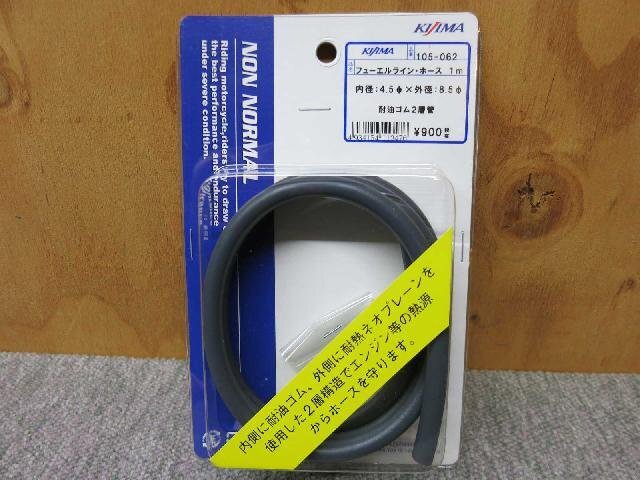 KIJIMA
KIJIMA
105-062
フューエルライン・ホース 1m
内径:4.5φ×外径:8.5φ
耐油ゴム2層管
¥900
NON NORMAL
Riding motorcycle,riders
to draw
the best performance and endurance
under severe condition.
内側に耐油ゴム、外側に耐熱ネオプレーンを
使用した2層構造でエンジン等の熱源
からホースを守ります。